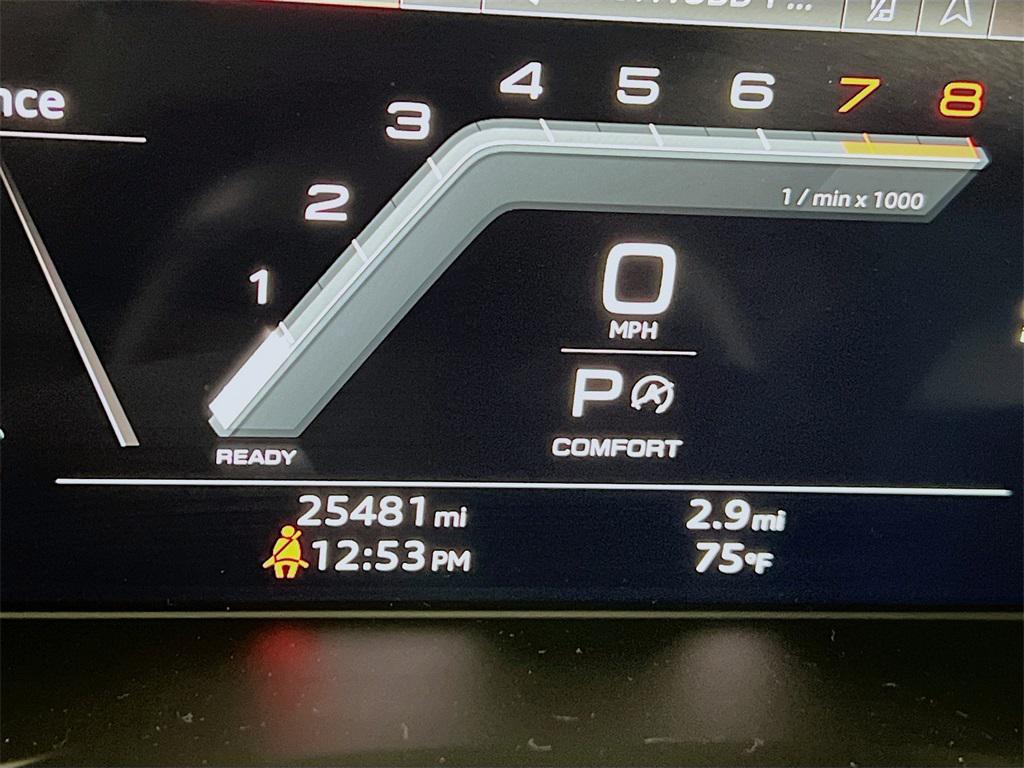 4 5 6 7 8
3
2
1
1 / min x 1000
0
MPH
P
COMFORT
READY
25481 mi 2.9 mi
12:53 PM 75°F